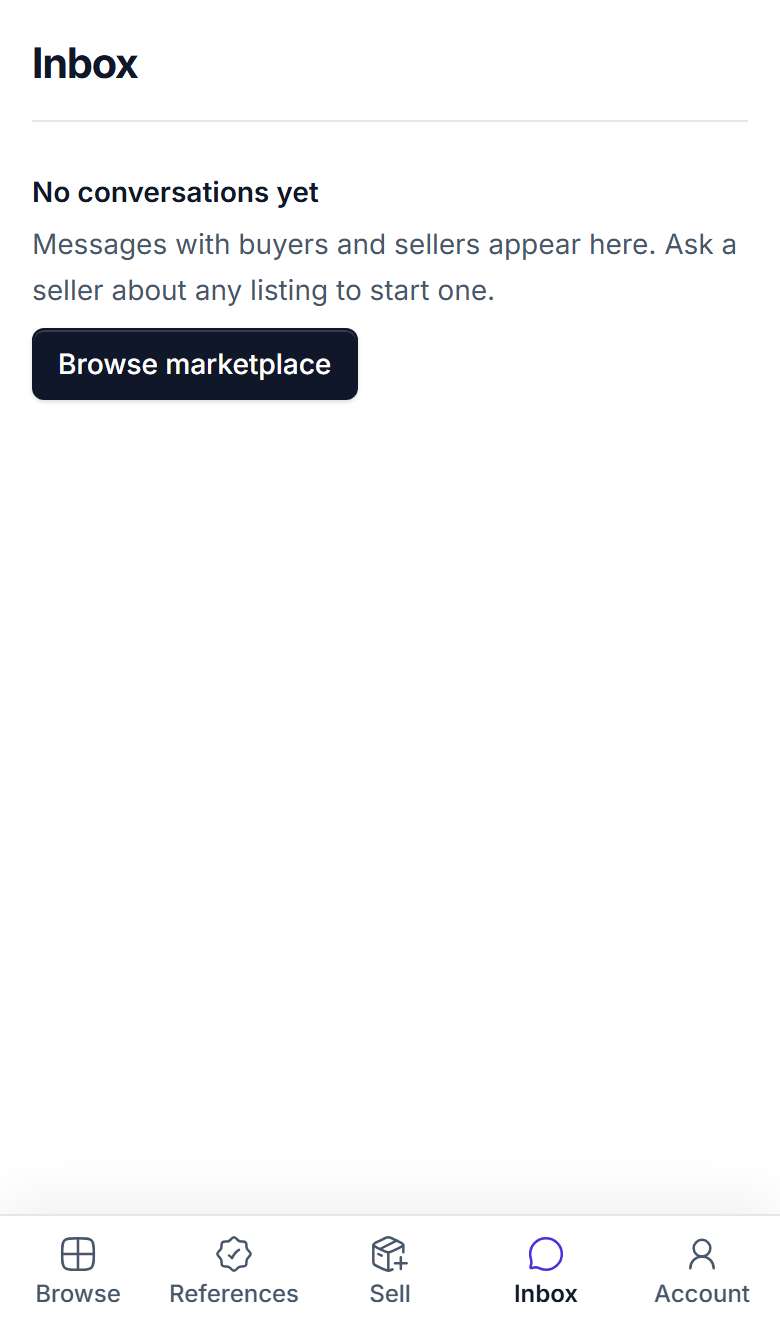 Inbox
No conversations yet
Messages with buyers and sellers appear here. Ask a
seller about any listing to start one.
Browse marketplace
Browse
References
Sell
Inbox
Account